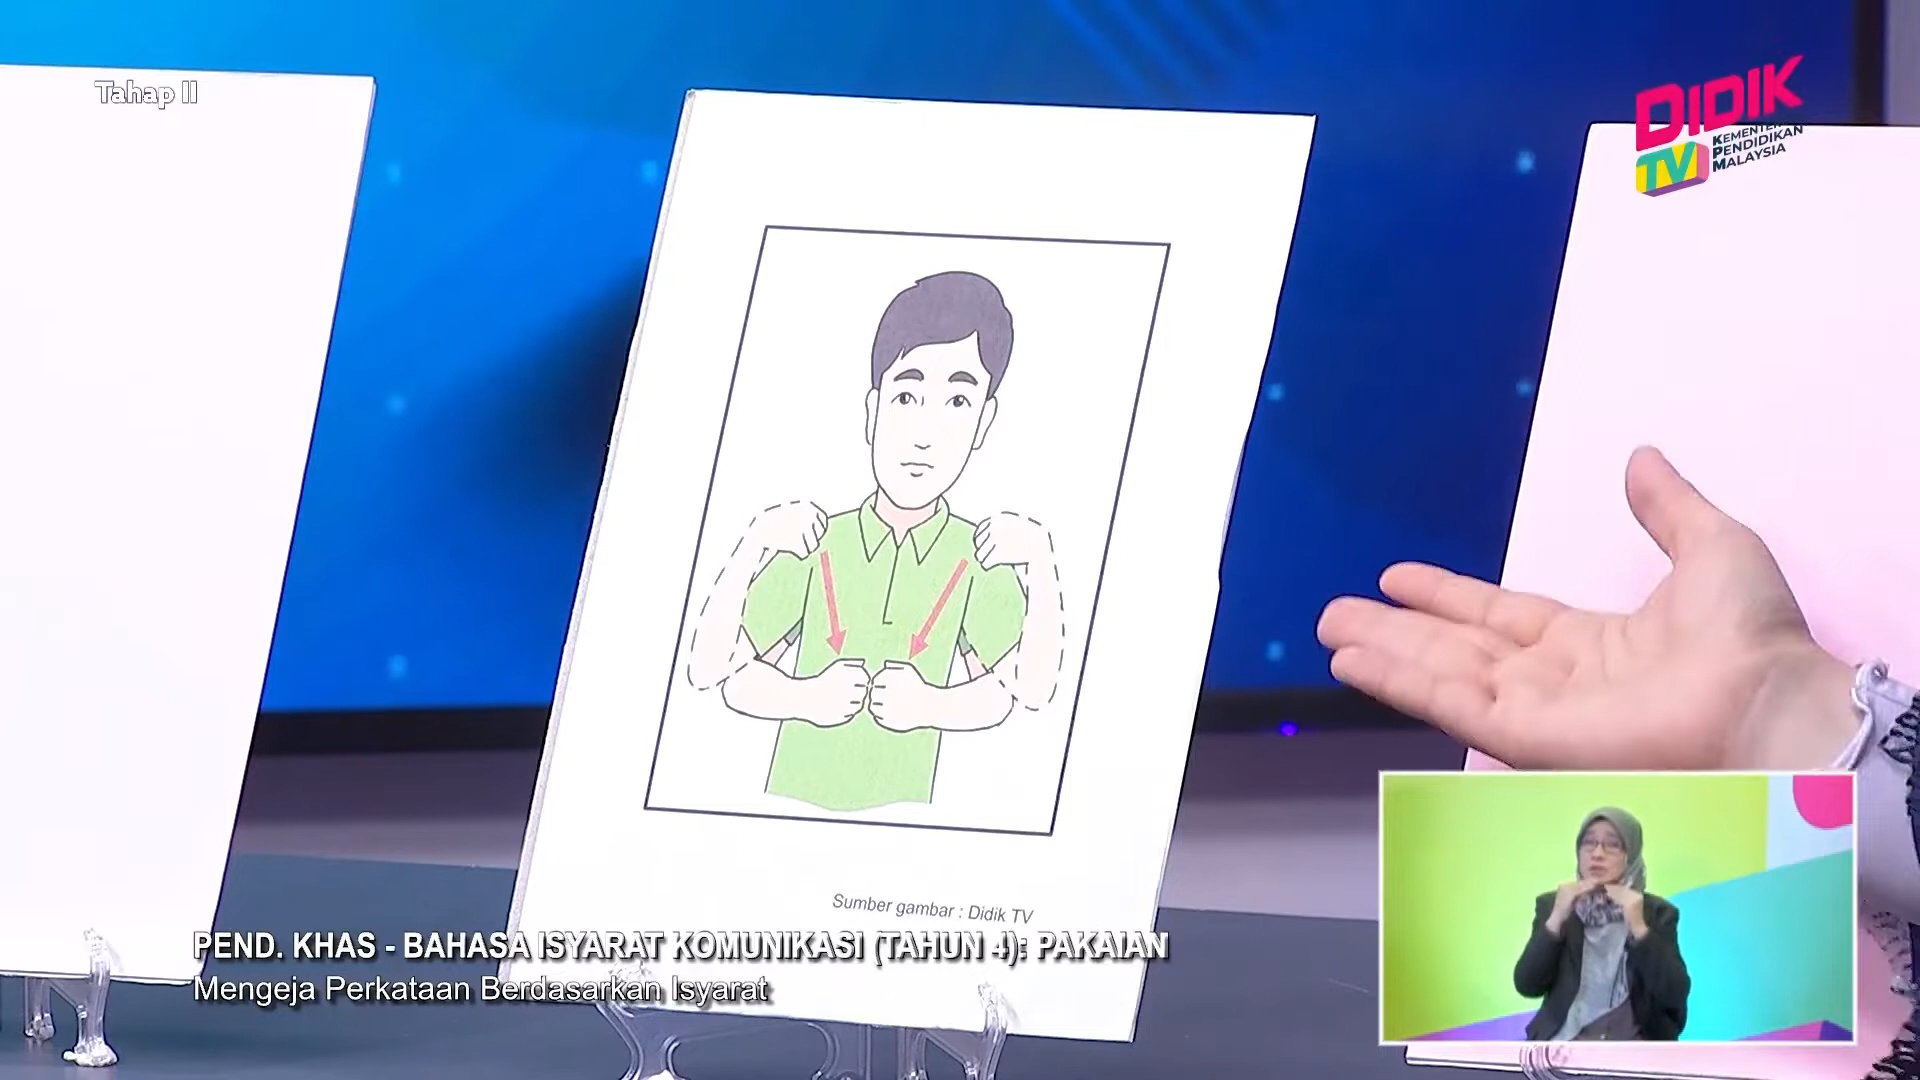 Tahap II
DIDIK
TV
KEMENTERIAN
PENDIDIKAN
MALAYSIA
Sumber gambar : Didik TV
PEND. KHAS - BAHASA ISYARAT KOMUNIKASI (TAHUN 4): PAKAIAN
Mengeja Perkataan Berdasarkan Isyarat